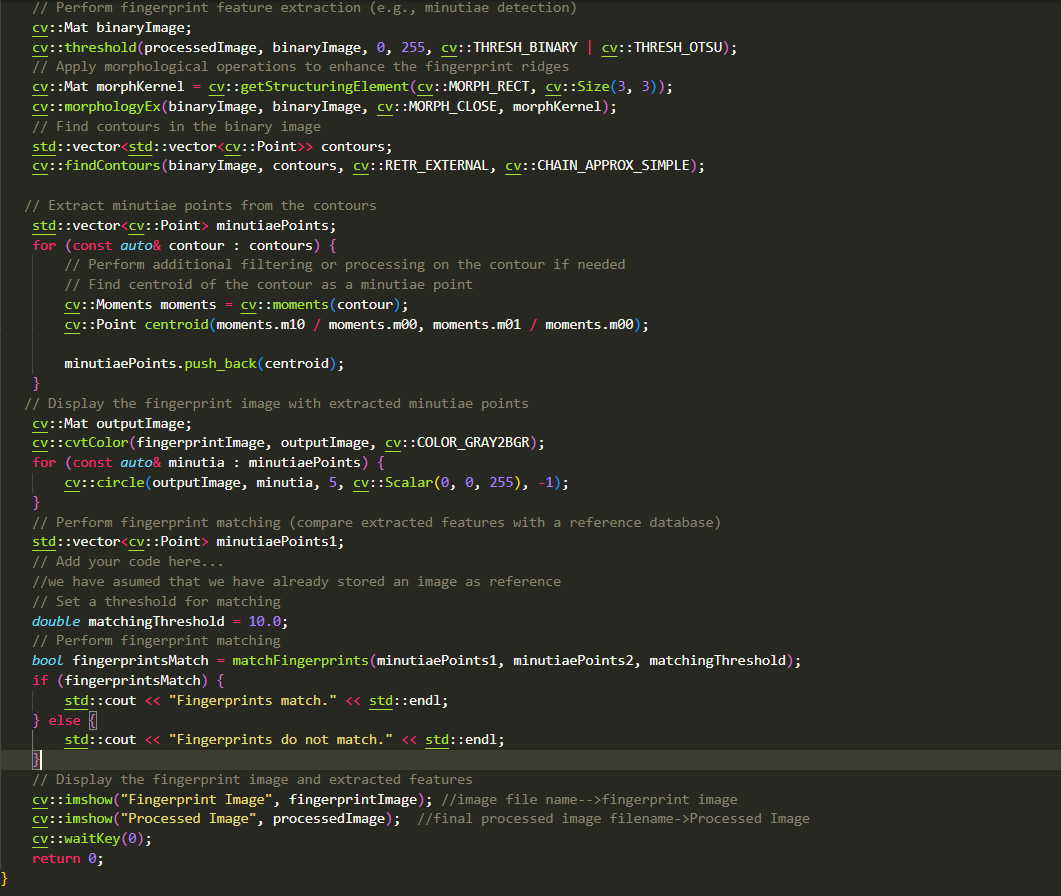 // Perform fingerprint feature extraction (e.g., minutiae detection)
cv::Mat binaryImage;
cv::threshold(processedImage, binaryImage, 0, 255, cv::THRESH_BINARY | cv::THRESH_OTSU);
// Apply morphological operations to enhance the fingerprint ridges
cv::Mat morphKernel = cv::getStructuringElement(cv::MORPH_RECT, cv::Size(3, 3));
cv::morphologyEx(binaryImage, binaryImage, cv::MORPH_CLOSE, morphKernel);
// Find contours in the binary image
std::vector<std::vector<cv::Point>> contours;
cv::findContours(binaryImage, contours, cv::RETR_EXTERNAL, cv::CHAIN_APPROX_SIMPLE);
// Extract minutiae points from the contours
std::vector<cv::Point> minutiaePoints;
for (const auto& contour : contours) {
// Perform additional filtering or processing on the contour if needed
// Find centroid of the contour as a minutiae point
cv::Moments moments = cv::moments(contour);
cv::Point centroid(moments.m10 / moments.m00, moments.m01 / moments.m00);
minutiaePoints.push_back(centroid);
}
// Display the fingerprint image with extracted minutiae points
cv::Mat outputImage;
cv::cvtColor(fingerprintImage, outputImage, cv::COLOR_GRAY2BGR);
for (const auto& minutia : minutiaePoints) {
cv::circle(outputImage, minutia, 5, cv::Scalar(0, 0, 255), -1);
}
// Perform fingerprint matching (compare extracted features with a reference database)
std::vector<cv::Point> minutiaePoints1;
// Add your code here...
//we have asumed that we have already stored an image as reference
// Set a threshold for matching
double matchingThreshold = 10.0;
// Perform fingerprint matching
bool fingerprintsMatch = matchFingerprints(minutiaePoints1, minutiaePoints2, matchingThreshold);
if (fingerprintsMatch) {
std::cout << "Fingerprints match." << std::endl;
} else {
std::cout << "Fingerprints do not match." << std::endl;
}
// Display the fingerprint image and extracted features
cv::imshow("Fingerprint Image", fingerprintImage); //image file name-->fingerprint image
cv::imshow("Processed Image", processedImage);  //final processed image filename->Processed Image
cv::waitKey(0);
return 0;
}